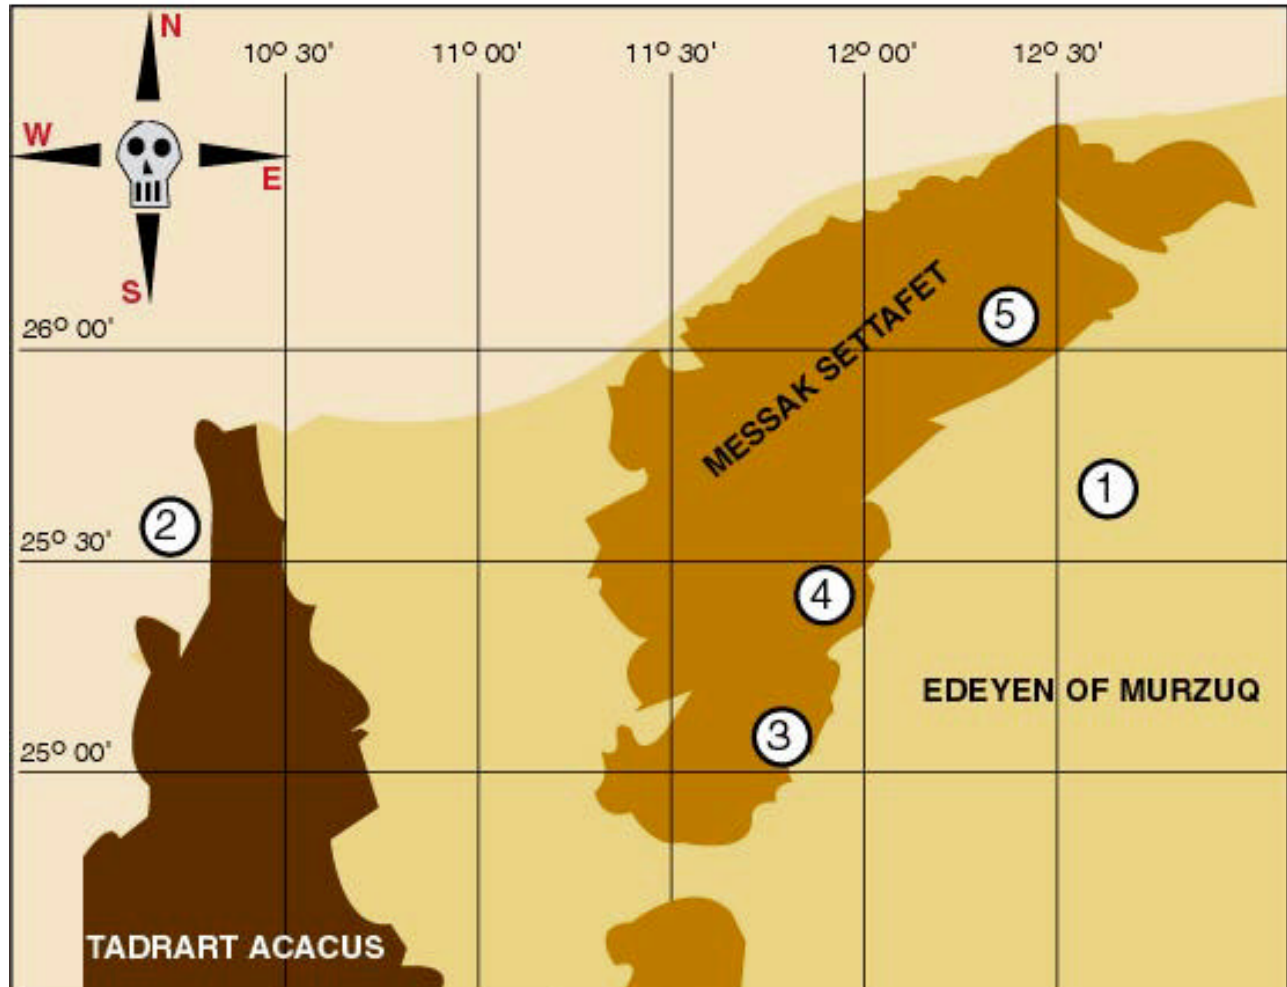 N
10° 30'
11° 00'
11° 30'
12° 00'
12° 30'
W
E
S
26° 00'
MESSAK SETTAFET
5
1
2
25° 30'
4
EDEYEN OF MURZUQ
3
25° 00'
TADRART ACACUS